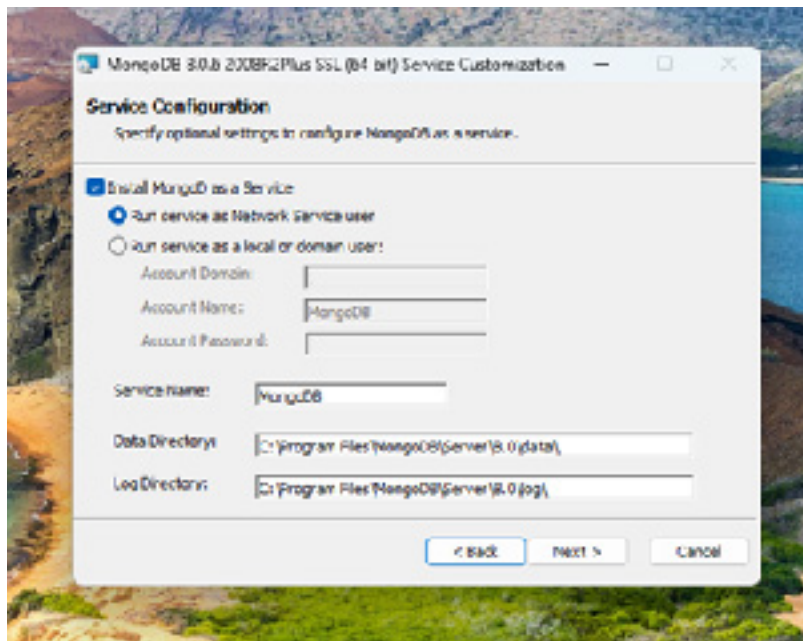 MongoDB 8.0.6 2008R2Plus SSL (64 bit) Service Customization
Service Configuration
Specify optional settings to configure MongoDB as a service.
Install MongoD as a Service
Run service as Network Service user
Run service as a local or domain user:
Account Domain:
Account Name: MongoDB
Account Password:
Service Name: MongoDB
Data Directory: C:\Program Files\MongoDB\Server\8.0\data\
Log Directory: C:\Program Files\MongoDB\Server\8.0\log\
< Back Next > Cancel